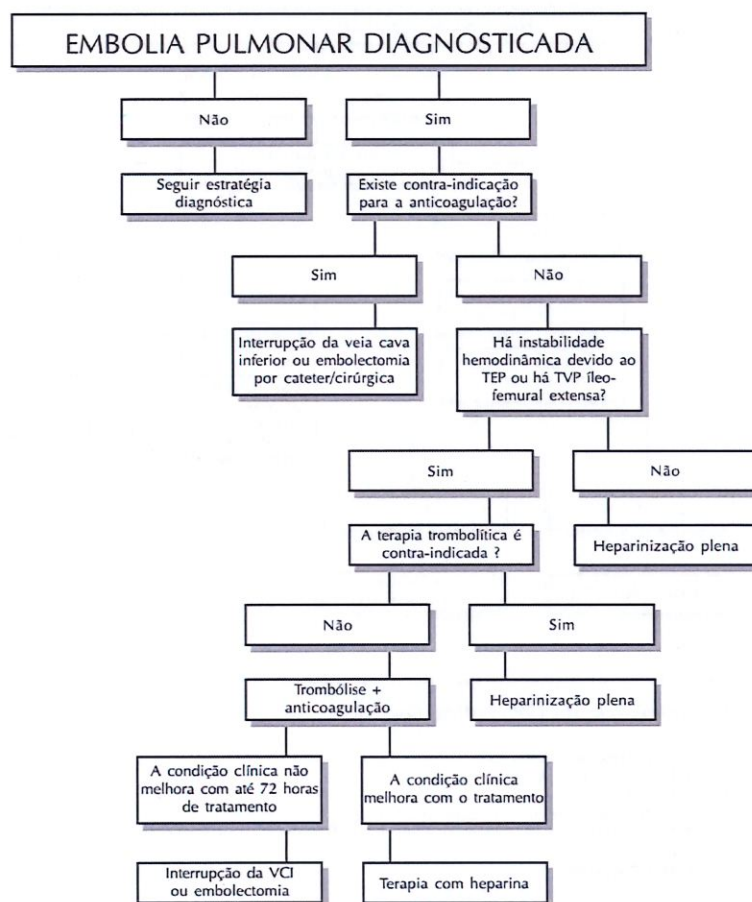 EMBOLIA PULMONAR DIAGNOSTICADA
Não
Sim
Seguir estratégia
diagnóstica
Existe contra-indicação
para a anticoagulação?
Sim
Não
Interrupção da veia cava
inferior ou embolectomia
por cateter/cirúrgica
Há instabilidade
hemodinâmica devido ao
TEP ou há TVP íleo-
femural extensa?
Sim
Não
A terapia trombolítica é
contra-indicada ?
Heparinização plena
Não
Sim
Trombólise +
anticoagulação
Heparinização plena
A condição clínica não
melhora com até 72 horas
de tratamento
A condição clínica
melhora com o tratamento
Interrupção da VCI
ou embolectomia
Terapia com heparina